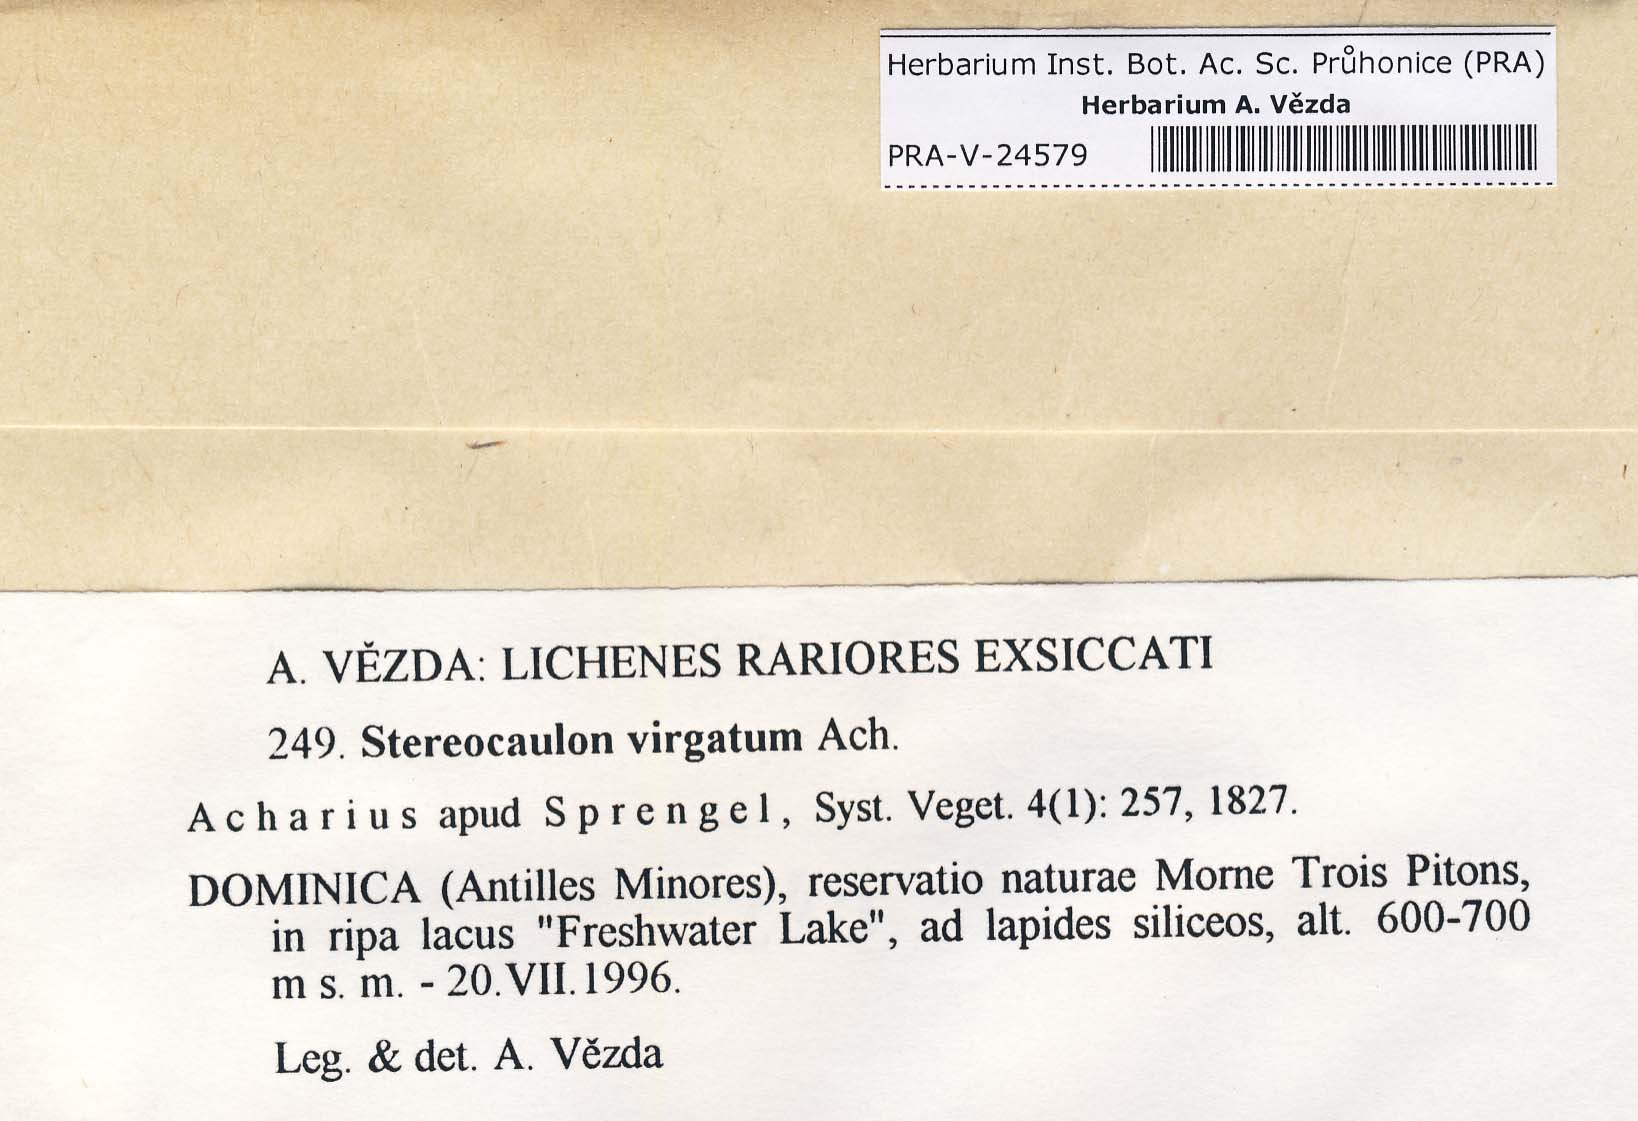 Herbarium Inst. Bot. Ac. Sc. Průhonice (PRA)
Herbarium A. Vězda
PRA-V-24579
A. VĚZDA: LICHENES RARIORES EXSICCATI
249. Stereocaulon virgatum Ach.
Acharius apud Sprengel, Syst. Veget. 4(1): 257, 1827.
DOMINICA (Antilles Minores), reservatio naturae Morne Trois Pitons,
in ripa lacus "Freshwater Lake", ad lapides siliceos, alt. 600-700
m s. m. - 20.VII.1996.
Leg. & det. A. Vězda